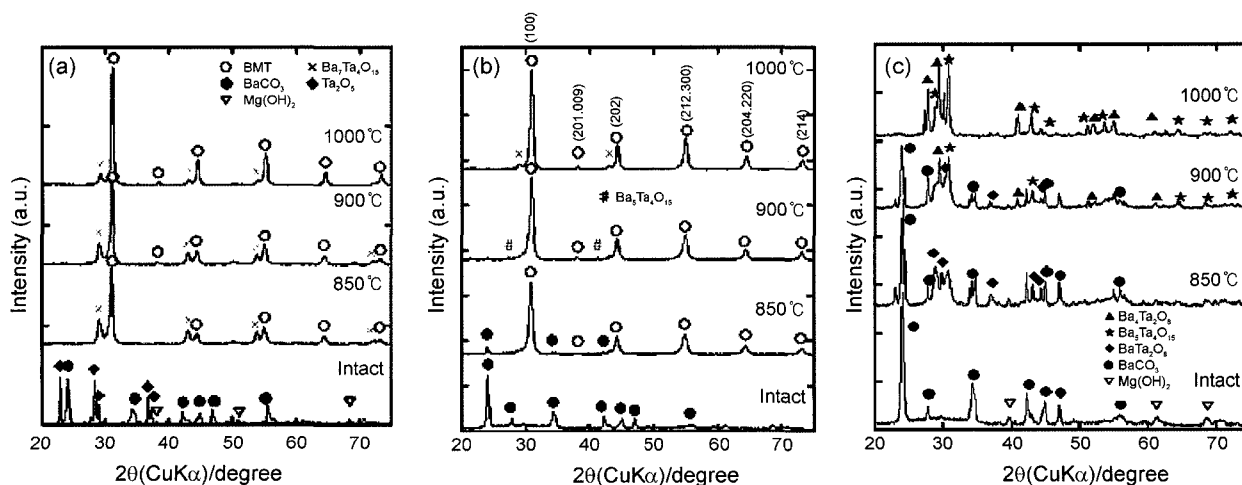 (a)
BMT
BaCO₃
Mg(OH)₂
Ba₇Ta₄O₁₅
Ta₂O₅
1000℃
900℃
850℃
Intact
Intensity (a.u.)
20 30 40 50 60 70
2θ(CuKα)/degree
(b)
(100)
(201.009)
(202)
(212.300)
(204.220)
(214)
1000℃
# Ba₅Ta₄O₁₅
900℃
850℃
Intact
#
#
Intensity (a.u.)
20 30 40 50 60 70
2θ(CuKα)/degree
(c)
1000℃
900℃
850℃
Ba₄Ta₂O₉
Ba₅Ta₄O₁₅
BaTa₂O₆
BaCO₃
Mg(OH)₂
Intact
Intensity (a.u.)
20 30 40 50 60 70
2θ(CuKα)/degree